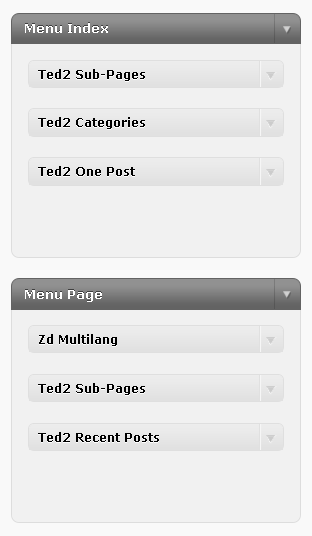 Menu Index
Ted2 Sub-Pages
Ted2 Categories
Ted2 One Post
Menu Page
Zd Multilang
Ted2 Sub-Pages
Ted2 Recent Posts